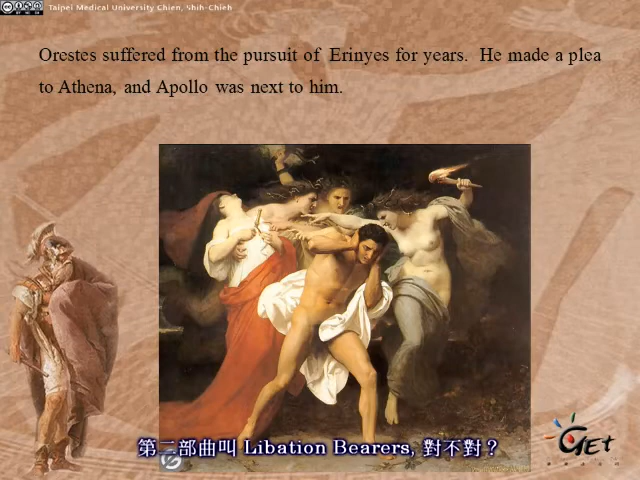 Taipei Medical University Chien, Shih-Chieh
Orestes suffered from the pursuit of Erinyes for years. He made a plea
to Athena, and Apollo was next to him.
第二部曲叫 Libation Bearers, 對不對？
GET